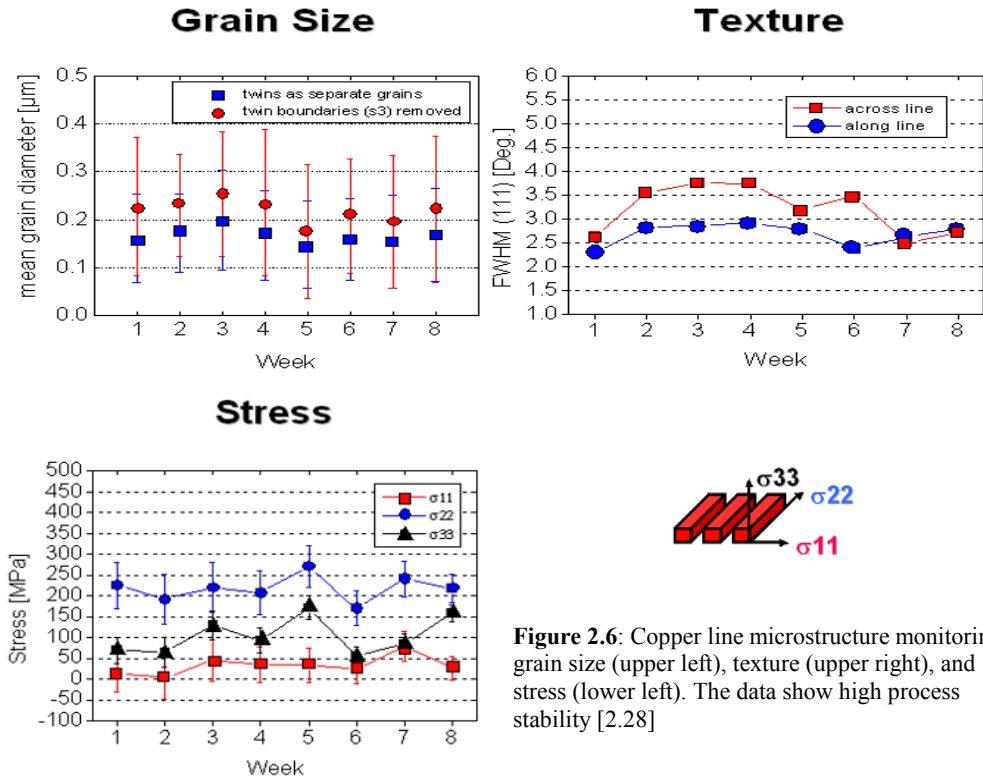 Grain Size
Texture
0.5
0.4
0.3
0.2
0.1
0.0
mean grain diameter [µm]
twins as separate grains
twin boundaries (s3) removed
1 2 3 4 5 6 7 8
Week
6.0
5.5
5.0
4.5
4.0
3.5
3.0
2.5
2.0
1.5
1.0
FWHM (111) [Deg.]
across line
along line
1 2 3 4 5 6 7 8
Week
Stress
500
450
400
350
300
250
200
150
100
50
0
-50
-100
Stress [MPa]
σ11
σ22
σ33
1 2 3 4 5 6 7 8
Week
σ33
σ22
σ11
Figure 2.6: Copper line microstructure monitorin
grain size (upper left), texture (upper right), and
stress (lower left). The data show high process
stability [2.28]